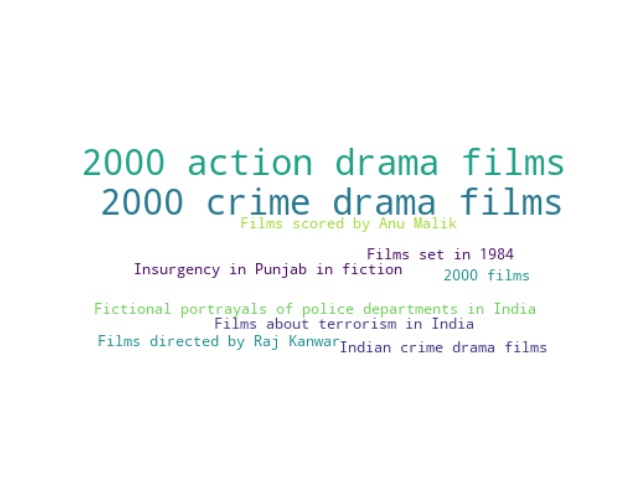 2000 action drama films
2000 crime drama films
Films scored by Anu Malik
Films set in 1984
Insurgency in Punjab in fiction
2000 films
Fictional portrayals of police departments in India
Films about terrorism in India
Films directed by Raj Kanwar
Indian crime drama films